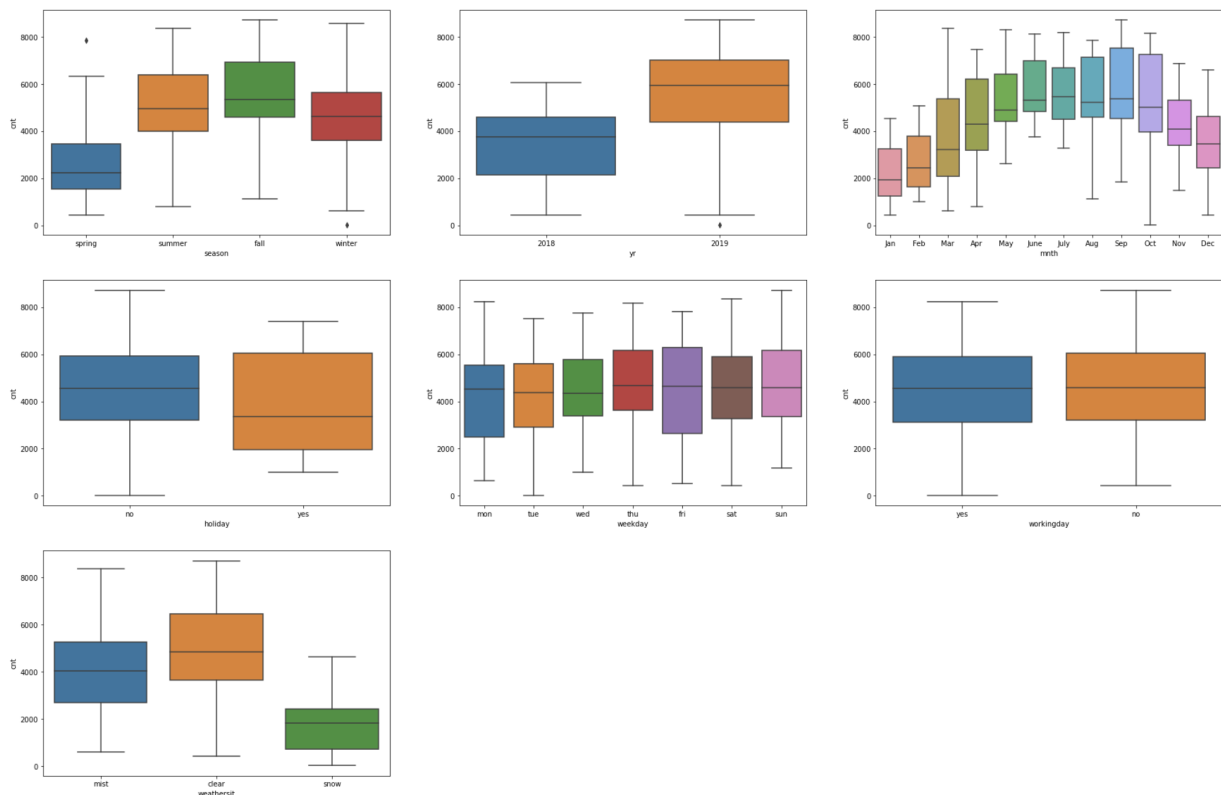 cnt
8000
6000
4000
2000
0
spring summer fall winter
season
cnt
8000
6000
4000
2000
0
2018 2019
yr
cnt
8000
6000
4000
2000
0
Jan Feb Mar Apr May June July Aug Sep Oct Nov Dec
mnth
cnt
8000
6000
4000
2000
0
no yes
holiday
cnt
8000
6000
4000
2000
0
mon tue wed thu fri sat sun
weekday
cnt
8000
6000
4000
2000
0
yes no
workingday
cnt
8000
6000
4000
2000
0
mist clear snow
weathersit